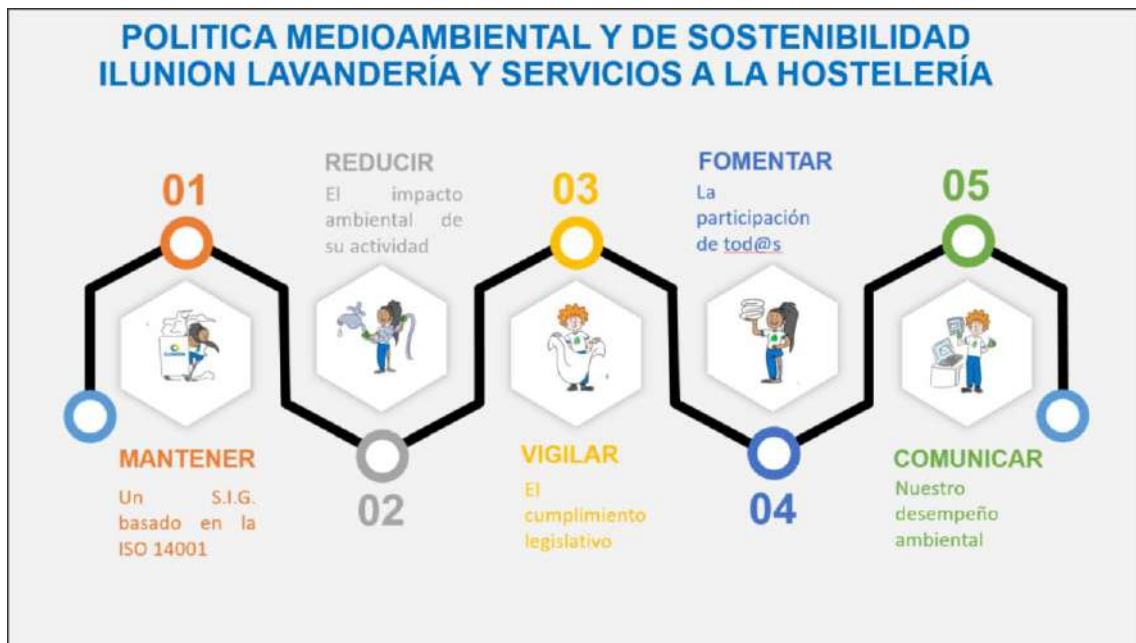 POLITICA MEDIOAMBIENTAL Y DE SOSTENIBILIDAD
ILUNION LAVANDERÍA Y SERVICIOS A LA HOSTELERÍA
01
MANTENER
Un S.I.G.
basado en la
ISO 14001
REDUCIR
El impacto
ambiental de
su actividad
02
03
VIGILAR
El
cumplimiento
legislativo
FOMENTAR
La
participación
de tod@s
04
05
COMUNICAR
Nuestro
desempeño
ambiental